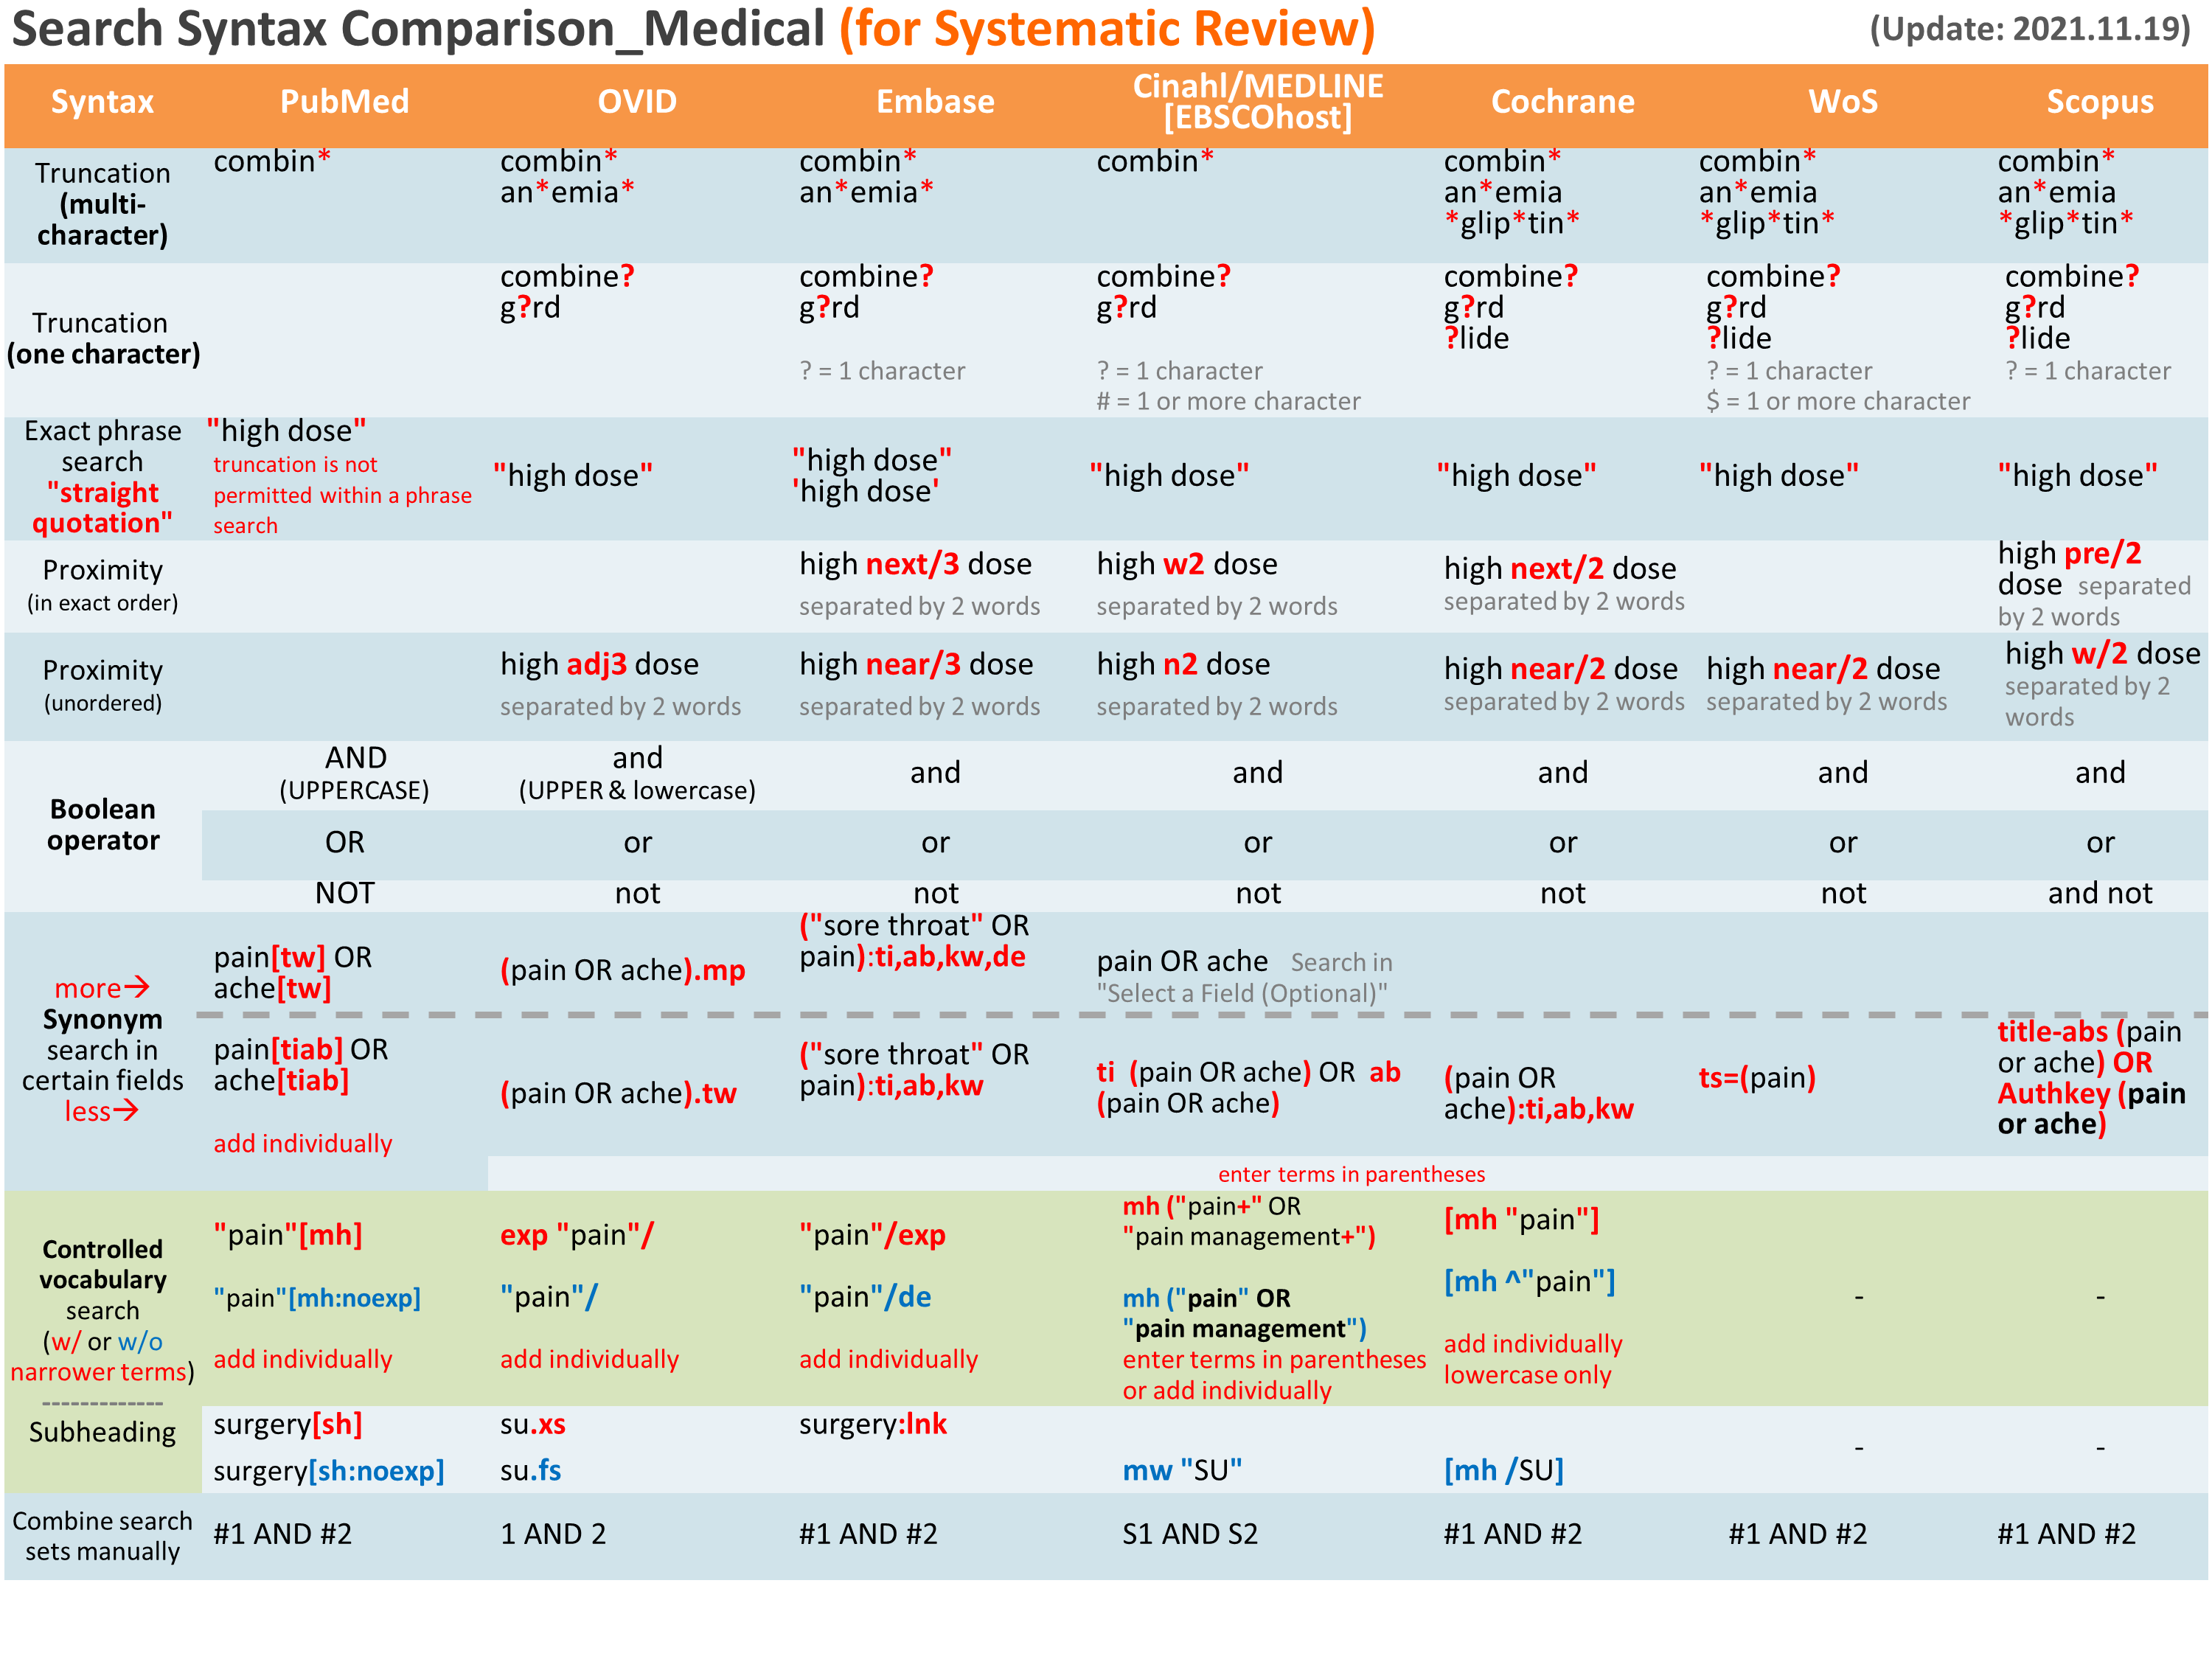 Search Syntax Comparison_Medical (for Systematic Review)
(Update: 2021.11.19)
Syntax
PubMed
OVID
Embase
Cinahl/MEDLINE
[EBSCOhost]
Cochrane
WoS
Scopus
Truncation
(multi-
character)
combin*
combin*
an*emia*
combin*
an*emia*
combin*
combin*
an*emia
*glip*tin*
combin*
an*emia
*glip*tin*
combin*
an*emia
*glip*tin*
Truncation
(one character)
combine?
g?rd
combine?
g?rd
? = 1 character
combine?
g?rd
? = 1 character
# = 1 or more character
combine?
g?rd
?lide
combine?
g?rd
?lide
? = 1 character
$ = 1 or more character
combine?
g?rd
?lide
? = 1 character
Exact phrase
search
"straight
quotation"
"high dose"
truncation is not
permitted within a phrase
search
"high dose"
"high dose"
'high dose'
"high dose"
"high dose"
"high dose"
"high dose"
Proximity
(in exact order)
high next/3 dose
separated by 2 words
high w2 dose
separated by 2 words
high next/2 dose
separated by 2 words
high pre/2
dose separated
by 2 words
Proximity
(unordered)
high adj3 dose
separated by 2 words
high near/3 dose
separated by 2 words
high n2 dose
separated by 2 words
high near/2 dose
separated by 2 words
high near/2 dose
separated by 2 words
high w/2 dose
separated by 2
words
Boolean
operator
AND
(UPPERCASE)
and
(UPPER & lowercase)
and
and
and
and
and
OR
or
or
or
or
or
or
NOT
not
not
not
not
not
and not
more→
Synonym
search in
certain fields
less→
pain[tw] OR
ache[tw]
(pain OR ache).mp
("sore throat" OR
pain):ti,ab,kw,de
pain OR ache Search in
"Select a Field (Optional)"
pain[tiab] OR
ache[tiab]
add individually
(pain OR ache).tw
("sore throat" OR
pain):ti,ab,kw
ti (pain OR ache) OR ab
(pain OR ache)
(pain OR
ache):ti,ab,kw
ts=(pain)
title-abs (pain
or ache) OR
Authkey (pain
or ache)
enter terms in parentheses
Controlled
vocabulary
search
(w/ or w/o
narrower terms)
-------------
Subheading
"pain"[mh]
"pain"[mh:noexp]
add individually
exp "pain"/
"pain"/
add individually
"pain"/exp
"pain"/de
add individually
mh ("pain+" OR
"pain management+")
mh ("pain" OR
"pain management")
enter terms in parentheses
or add individually
[mh "pain"]
[mh ^"pain"]
add individually
lowercase only
-
-
surgery[sh]
surgery[sh:noexp]
su.xs
su.fs
surgery:lnk
mw "SU"
[mh /SU]
-
-
Combine search
sets manually
#1 AND #2
1 AND 2
#1 AND #2
S1 AND S2
#1 AND #2
#1 AND #2
#1 AND #2